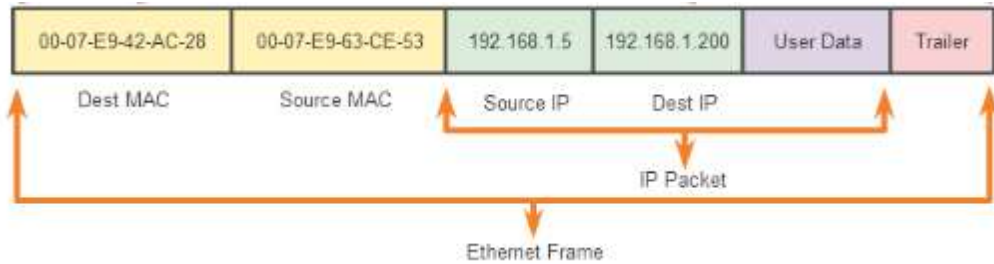 00-07-E9-42-AC-28 00-07-E9-63-CE-53 192.168.1.5 192.168.1.200 User Data Trailer
Dest MAC Source MAC Source IP Dest IP
IP Packet
Ethernet Frame